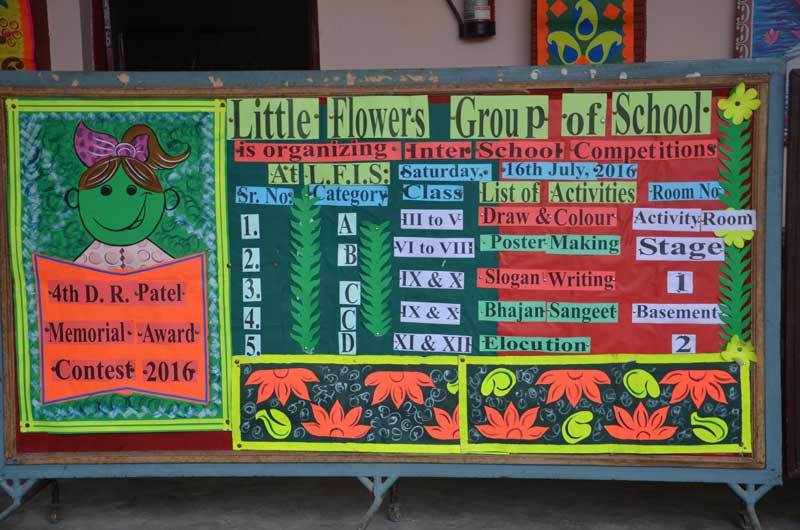 Little Flowers Group of School
is organizing Inter School Competitions
At L.F.I.S: Saturday, 16th July, 2016
Sr. No: Category Class List of Activities Room No
1. A III to V Draw & Colour Activity Room
2. B VI to VIII Poster Making Stage
3. C IX & X Slogan Writing 1
4. C IX & X Bhajan Sangeet Basement
5. D XI & XII Elocution 2
4th D. R. Patel
Memorial Award
Contest 2016